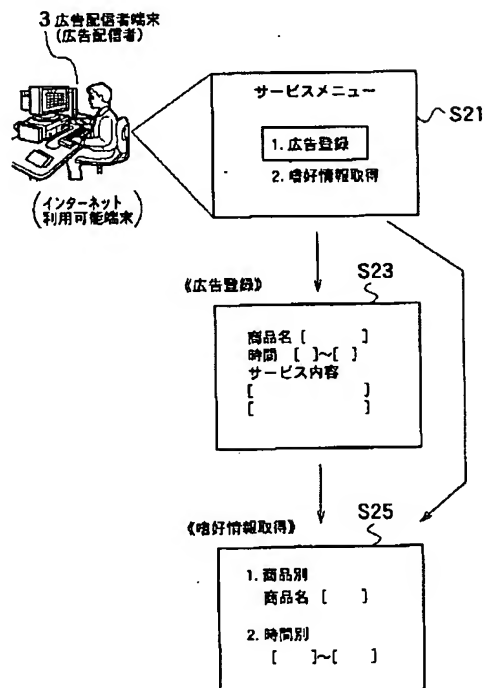 3 広告配信者端末
(広告配信者)
(インターネット
利用可能端末)
サービスメニュー
S21
1. 広告登録
2. 嗜好情報取得
S23
《広告登録》
商品名 [ ]
時間 [ ]~[ ]
サービス内容
[ ]
[ ]
S25
《嗜好情報取得》
1. 商品別
商品名 [ ]
2. 時間別
[ ]~[ ]